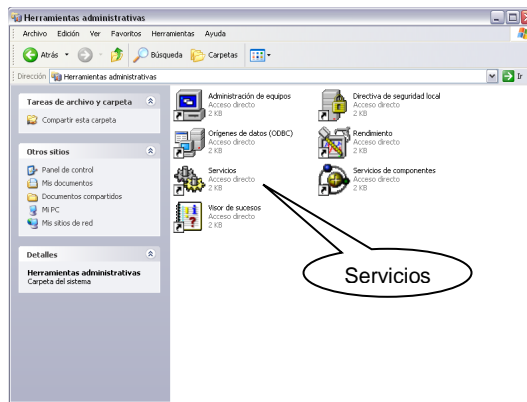 Herramientas administrativas
Archivo Edición Ver Favoritos Herramientas Ayuda
Atrás Búsqueda Carpetas
Dirección Herramientas administrativas Ir
Tareas de archivo y carpeta
Compartir esta carpeta
Otros sitios
Panel de control
Mis documentos
Documentos compartidos
Mi PC
Mis sitios de red
Detalles
Herramientas administrativas
Carpeta del sistema
Administración de equipos
Acceso directo
2 KB
Directiva de seguridad local
Acceso directo
2 KB
Orígenes de datos (ODBC)
Acceso directo
2 KB
Rendimiento
Acceso directo
2 KB
Servicios
Acceso directo
2 KB
Servicios de componentes
Acceso directo
2 KB
Visor de sucesos
Acceso directo
2 KB
Servicios